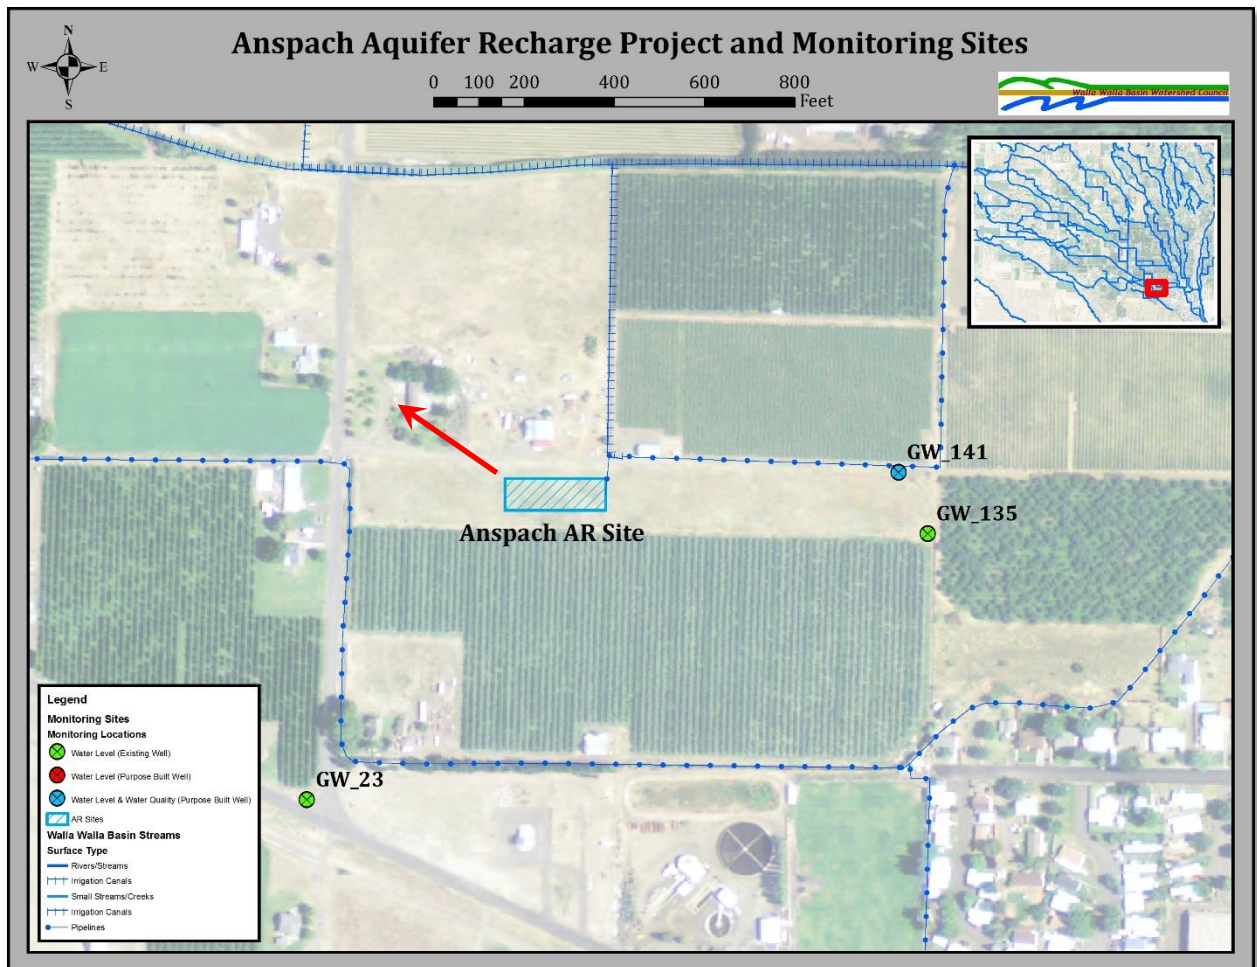 N
Anspach Aquifer Recharge Project and Monitoring Sites
W E
S
0 100 200 400 600 800
Feet
Walla Walla Basin Watershed Council
GW_141
GW_135
Anspach AR Site
GW_23
Legend
Monitoring Sites
Monitoring Locations
Water Level (Existing Well)
Water Level (Purpose Built Well)
Water Level & Water Quality (Purpose Built Well)
AR Sites
Walla Walla Basin Streams
Surface Type
Rivers/Streams
Irrigation Canals
Small Streams/Creeks
Irrigation Canals
Pipelines